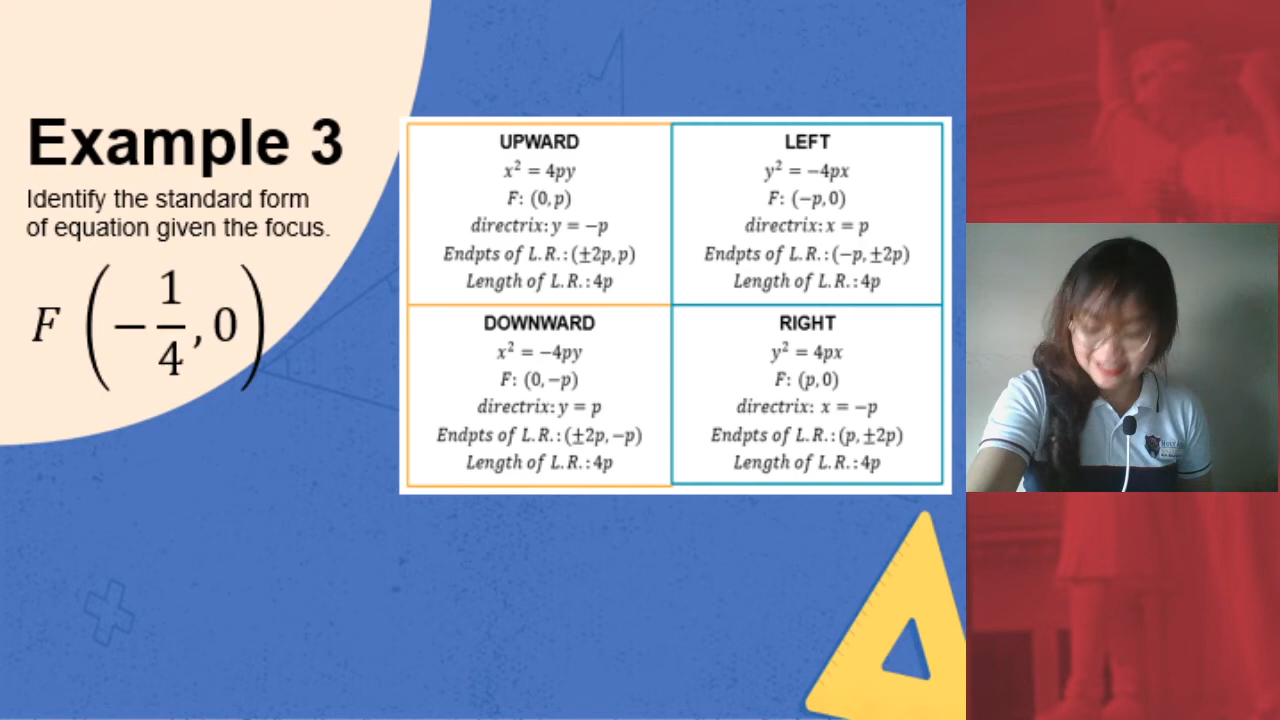 Example 3
Identify the standard form
of equation given the focus.
F (−1/4, 0)
UPWARD
x² = 4py
F: (0, p)
directrix: y = −p
Endpts of L.R.: (±2p, p)
Length of L.R.: 4p
LEFT
y² = −4px
F: (−p, 0)
directrix: x = p
Endpts of L.R.: (−p, ±2p)
Length of L.R.: 4p
DOWNWARD
x² = −4py
F: (0, −p)
directrix: y = p
Endpts of L.R.: (±2p, −p)
Length of L.R.: 4p
RIGHT
y² = 4px
F: (p, 0)
directrix: x = −p
Endpts of L.R.: (p, ±2p)
Length of L.R.: 4p